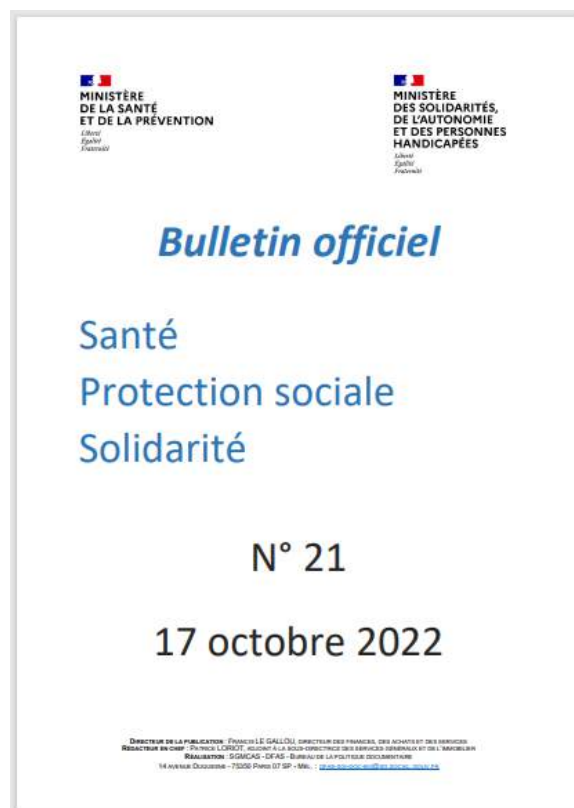 MINISTÈRE
DE LA SANTÉ
ET DE LA PRÉVENTION
Liberté
Égalité
Fraternité
MINISTÈRE
DES SOLIDARITÉS,
DE L'AUTONOMIE
ET DES PERSONNES
HANDICAPÉES
Liberté
Égalité
Fraternité
Bulletin officiel
Santé
Protection sociale
Solidarité
N° 21
17 octobre 2022
DIRECTEUR DE LA PUBLICATION : FRANCIS LE GALLOU, DIRECTEUR DES FINANCES, DES ACHATS ET DES SERVICES
RÉDACTEUR EN CHEF : PATRICE LORIOT, ADJOINT À LA SOUS-DIRECTRICE DES SERVICES GÉNÉRAUX ET DE L'IMMOBILIER
RÉALISATION : SGMCAS - DFAS - BUREAU DE LA POLITIQUE DOCUMENTAIRE
14 AVENUE DUQUESNE - 75350 PARIS 07 SP - MÉL. :